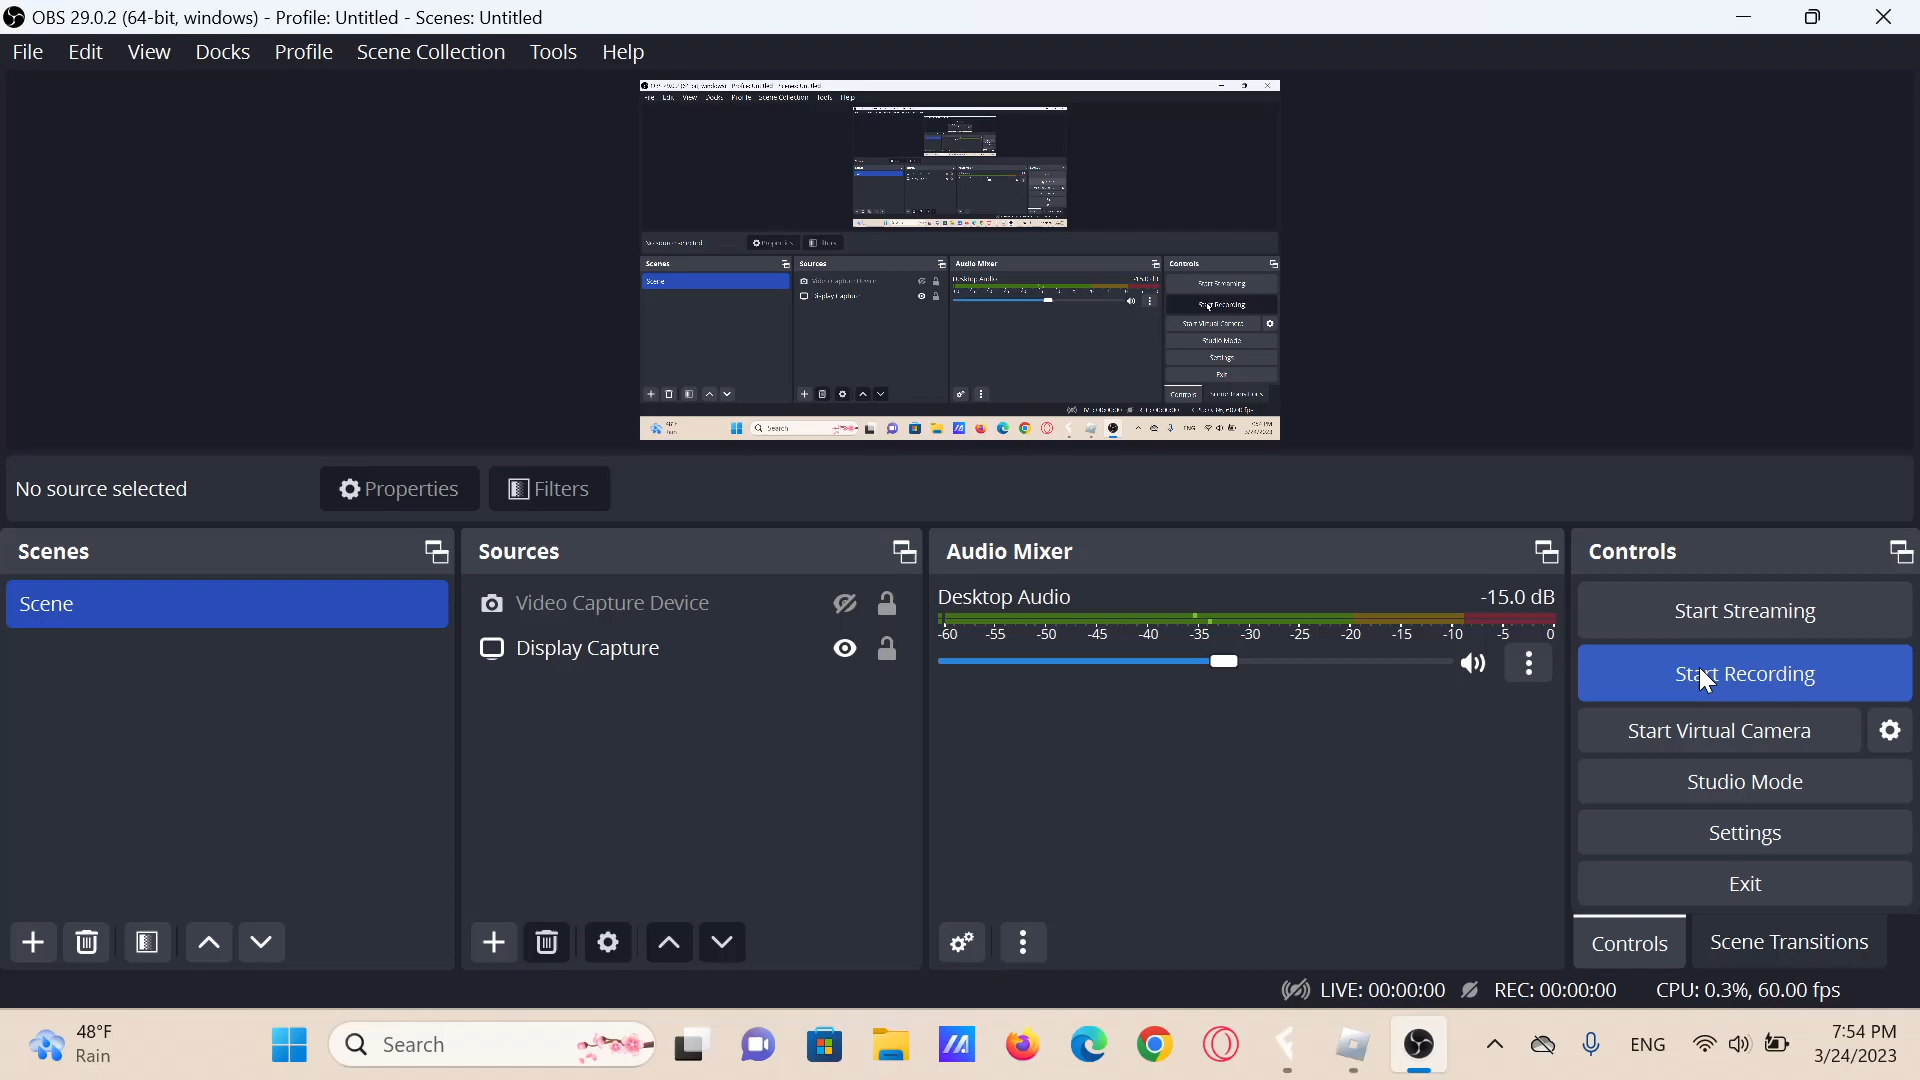 OBS 29.0.2 (64-bit, windows) - Profile: Untitled - Scenes: Untitled
File Edit View Docks Profile Scene Collection Tools Help
No source selected Properties Filters
Scenes
Scene
Sources
Video Capture Device
Display Capture
Audio Mixer
Desktop Audio -15.0 dB
-60 -55 -50 -45 -40 -35 -30 -25 -20 -15 -10 -5 0
Controls
Start Streaming
Start Recording
Start Virtual Camera
Studio Mode
Settings
Exit
Controls Scene Transitions
LIVE: 00:00:00 REC: 00:00:00 CPU: 0.3%, 60.00 fps
48°F
Rain
Search
ENG
7:54 PM
3/24/2023